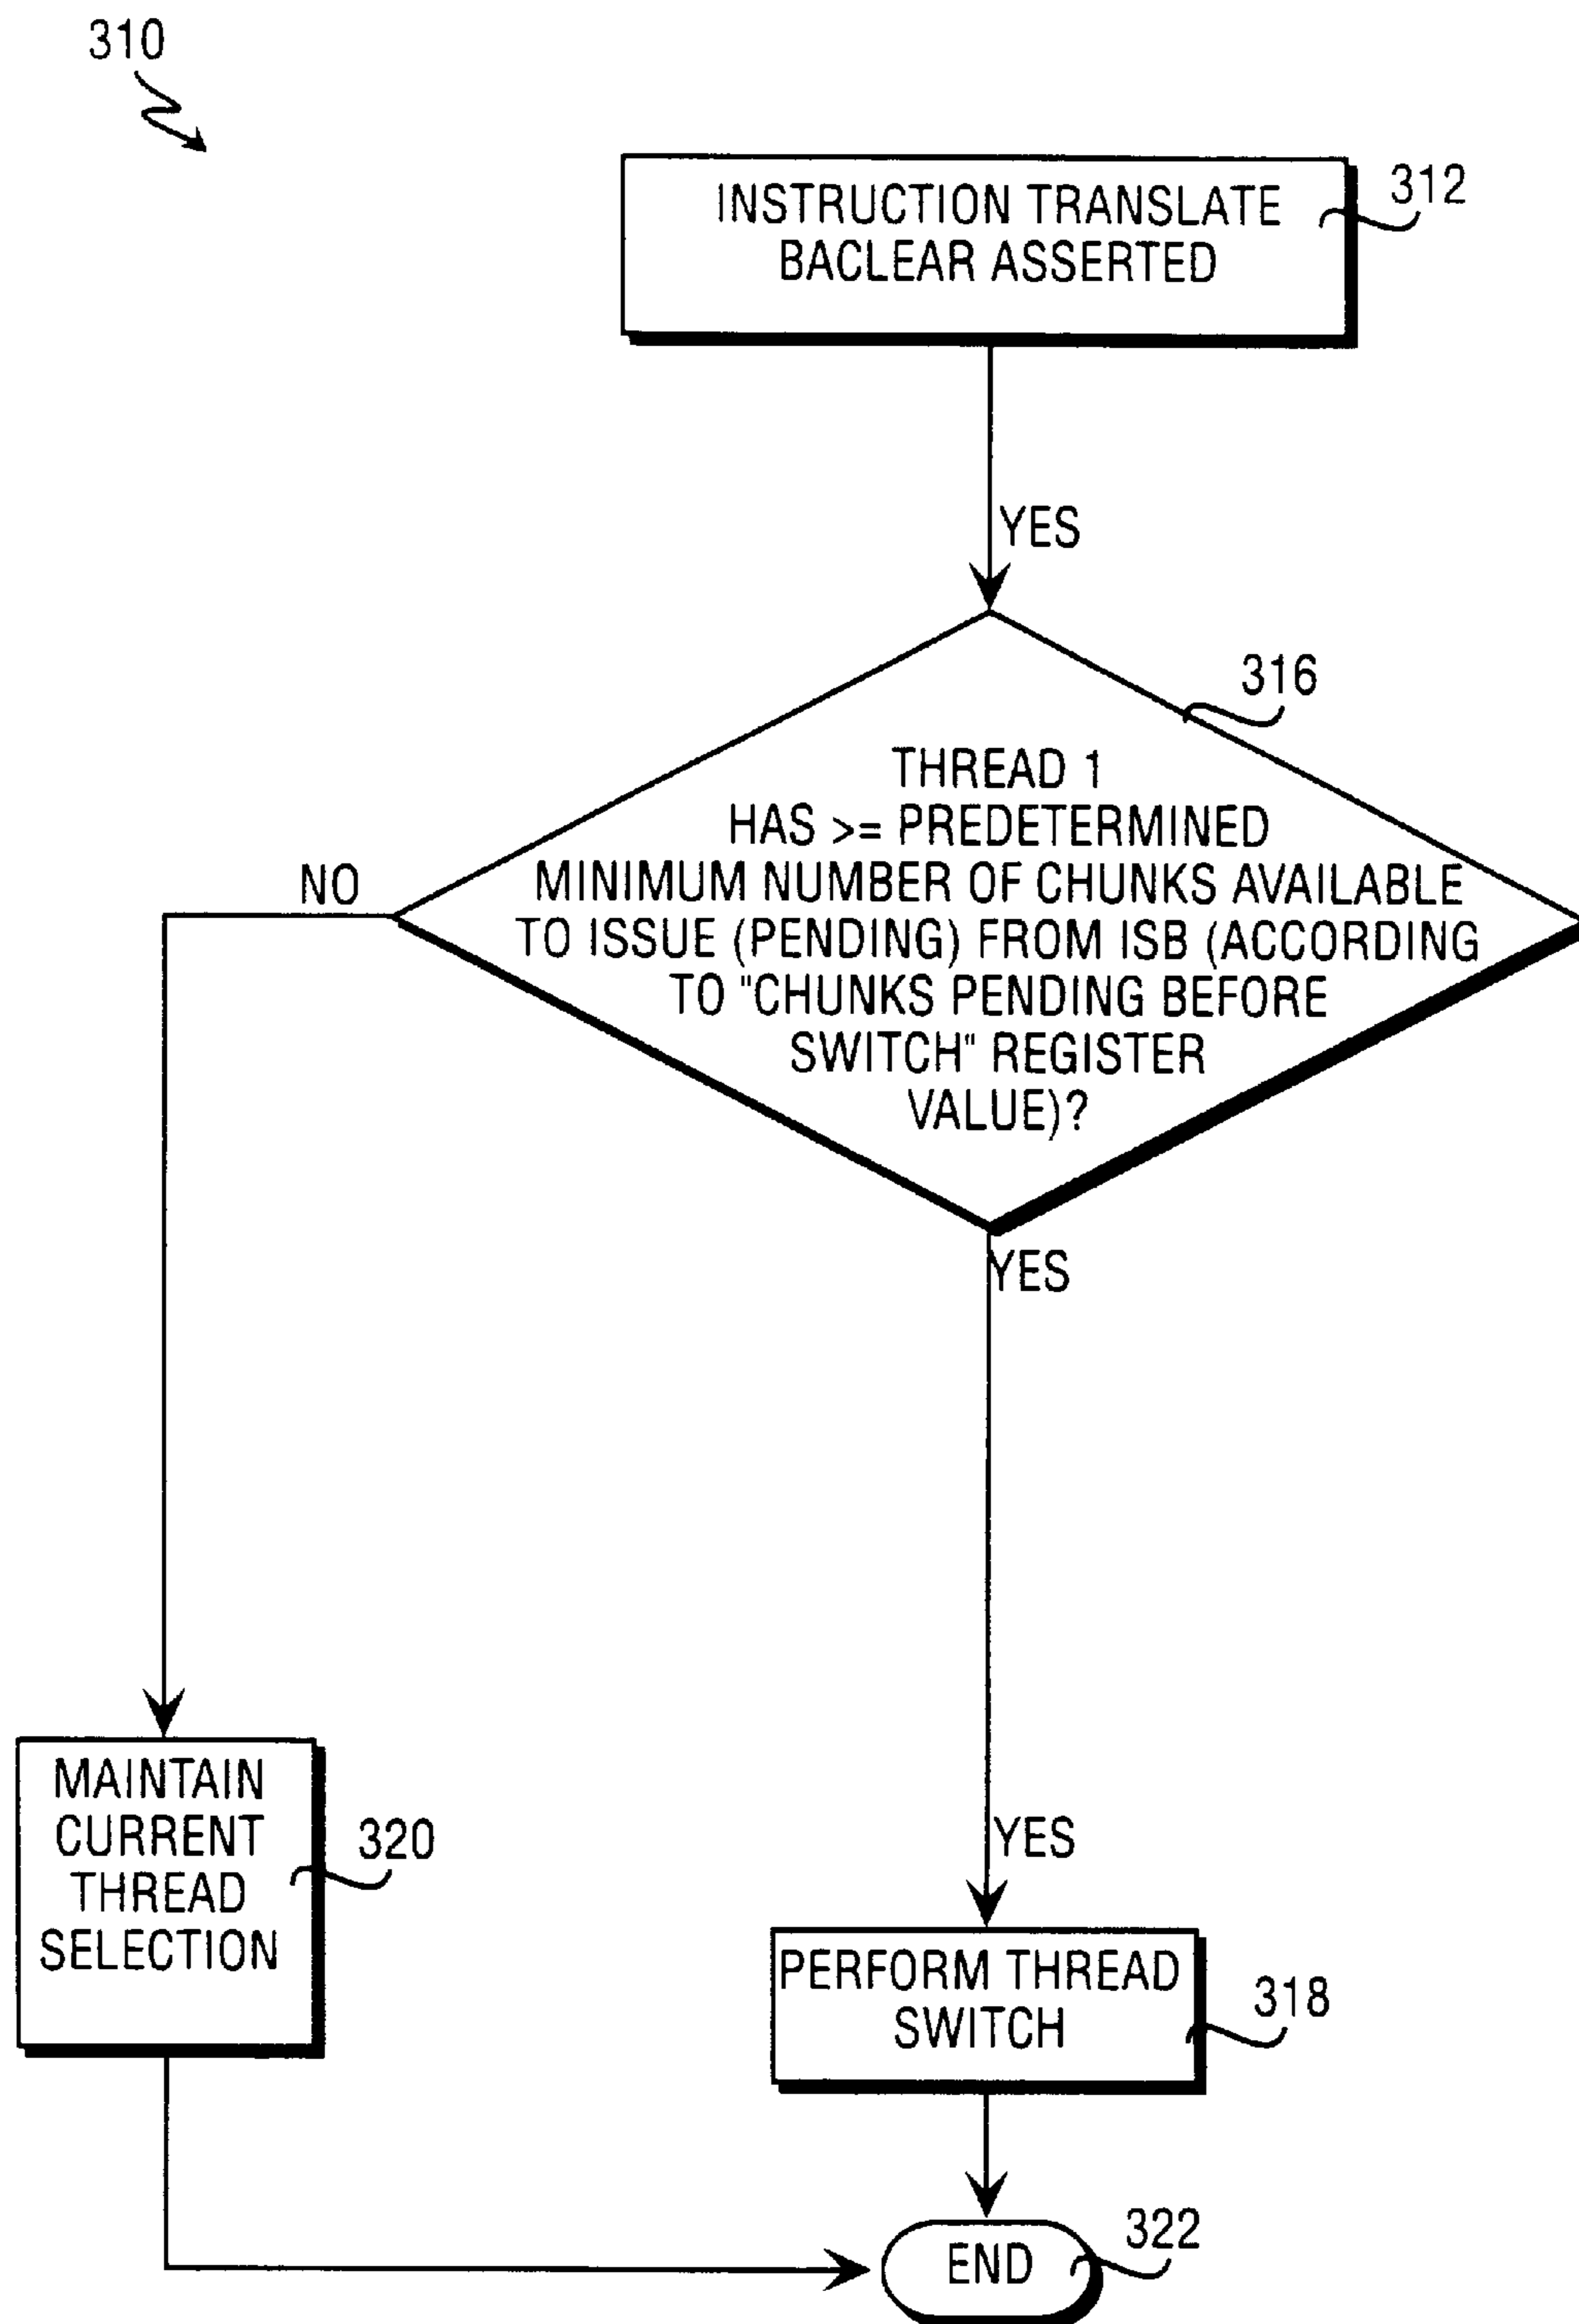 310
INSTRUCTION TRANSLATE
BACLEAR ASSERTED
312
YES
316
THREAD 1
HAS >= PREDETERMINED
MINIMUM NUMBER OF CHUNKS AVAILABLE
TO ISSUE (PENDING) FROM ISB (ACCORDING
TO "CHUNKS PENDING BEFORE
SWITCH" REGISTER
VALUE)?
NO
YES
MAINTAIN
CURRENT
THREAD
SELECTION
320
YES
PERFORM THREAD
SWITCH
318
END
322